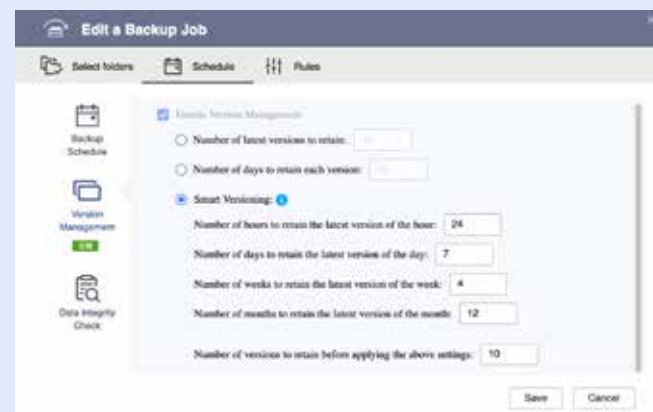 Edit a Backup Job
Select folders
Schedule
Rules
Backup
Schedule
Version
Management
ON
Data Integrity
Check
Enable Version Management
Number of latest versions to retain:
Number of days to retain each version:
Smart Versioning:
Number of hours to retain the latest version of the hour: 24
Number of days to retain the latest version of the day: 7
Number of weeks to retain the latest version of the week: 4
Number of months to retain the latest version of the month: 12
Number of versions to retain before applying the above settings: 10
Save
Cancel